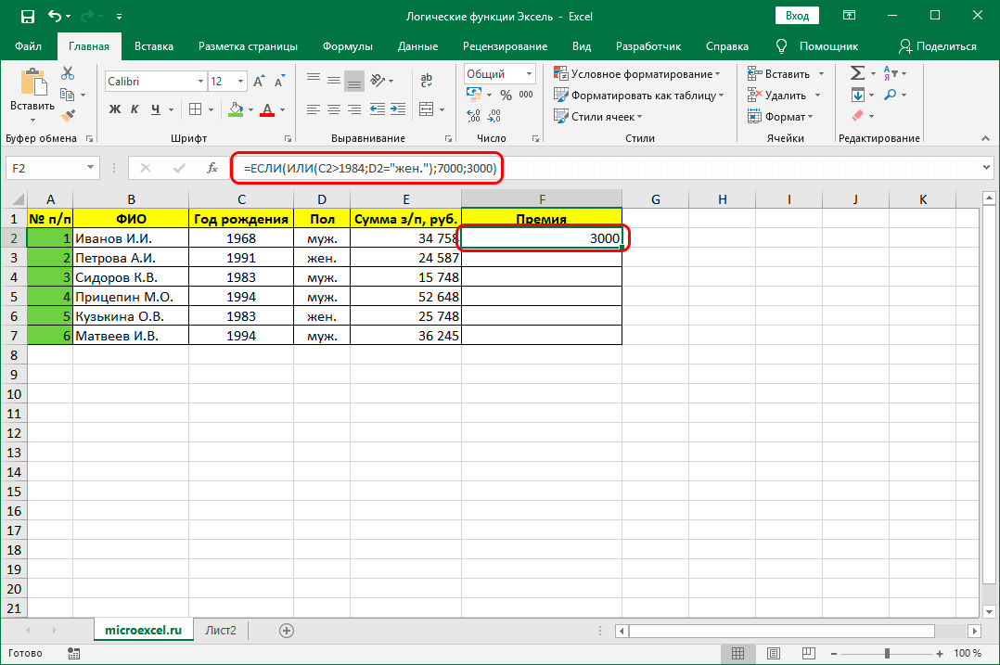 Логические функции Эксель - Excel
Вход
Файл Главная Вставка Разметка страницы Формулы Данные Рецензирование Вид Разработчик Справка Помощник Поделиться
Calibri 12 Общий Условное форматирование Вставить
Вставить Ж К Ч % 000 Форматировать как таблицу Удалить
Стили ячеек Формат
Буфер обмена Шрифт Выравнивание Число Стили Ячейки Редактирование
F2 fx =ЕСЛИ(ИЛИ(C2>1984;D2="жен.");7000;3000)
A B C D E F G H I J K
1 № п/п ФИО Год рождения Пол Сумма з/п, руб. Премия
2 1 Иванов И.И. 1968 муж. 34 758 3000
3 2 Петрова А.И. 1991 жен. 24 587
4 3 Сидоров К.В. 1983 муж. 15 748
5 4 Прицепин М.О. 1994 муж. 52 648
6 5 Кузькина О.В. 1983 жен. 25 748
7 6 Матвеев И.В. 1994 муж. 36 245
8
9
10
11
12
13
14
15
16
17
18
19
20
21
microexcel.ru Лист2
Готово 100 %